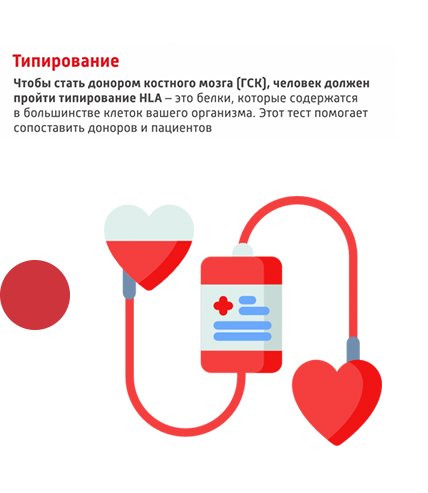 Типирование
Чтобы стать донором костного мозга (ГСК), человек должен
пройти типирование HLA – это белки, которые содержатся
в большинстве клеток вашего организма. Этот тест помогает
сопоставить доноров и пациентов